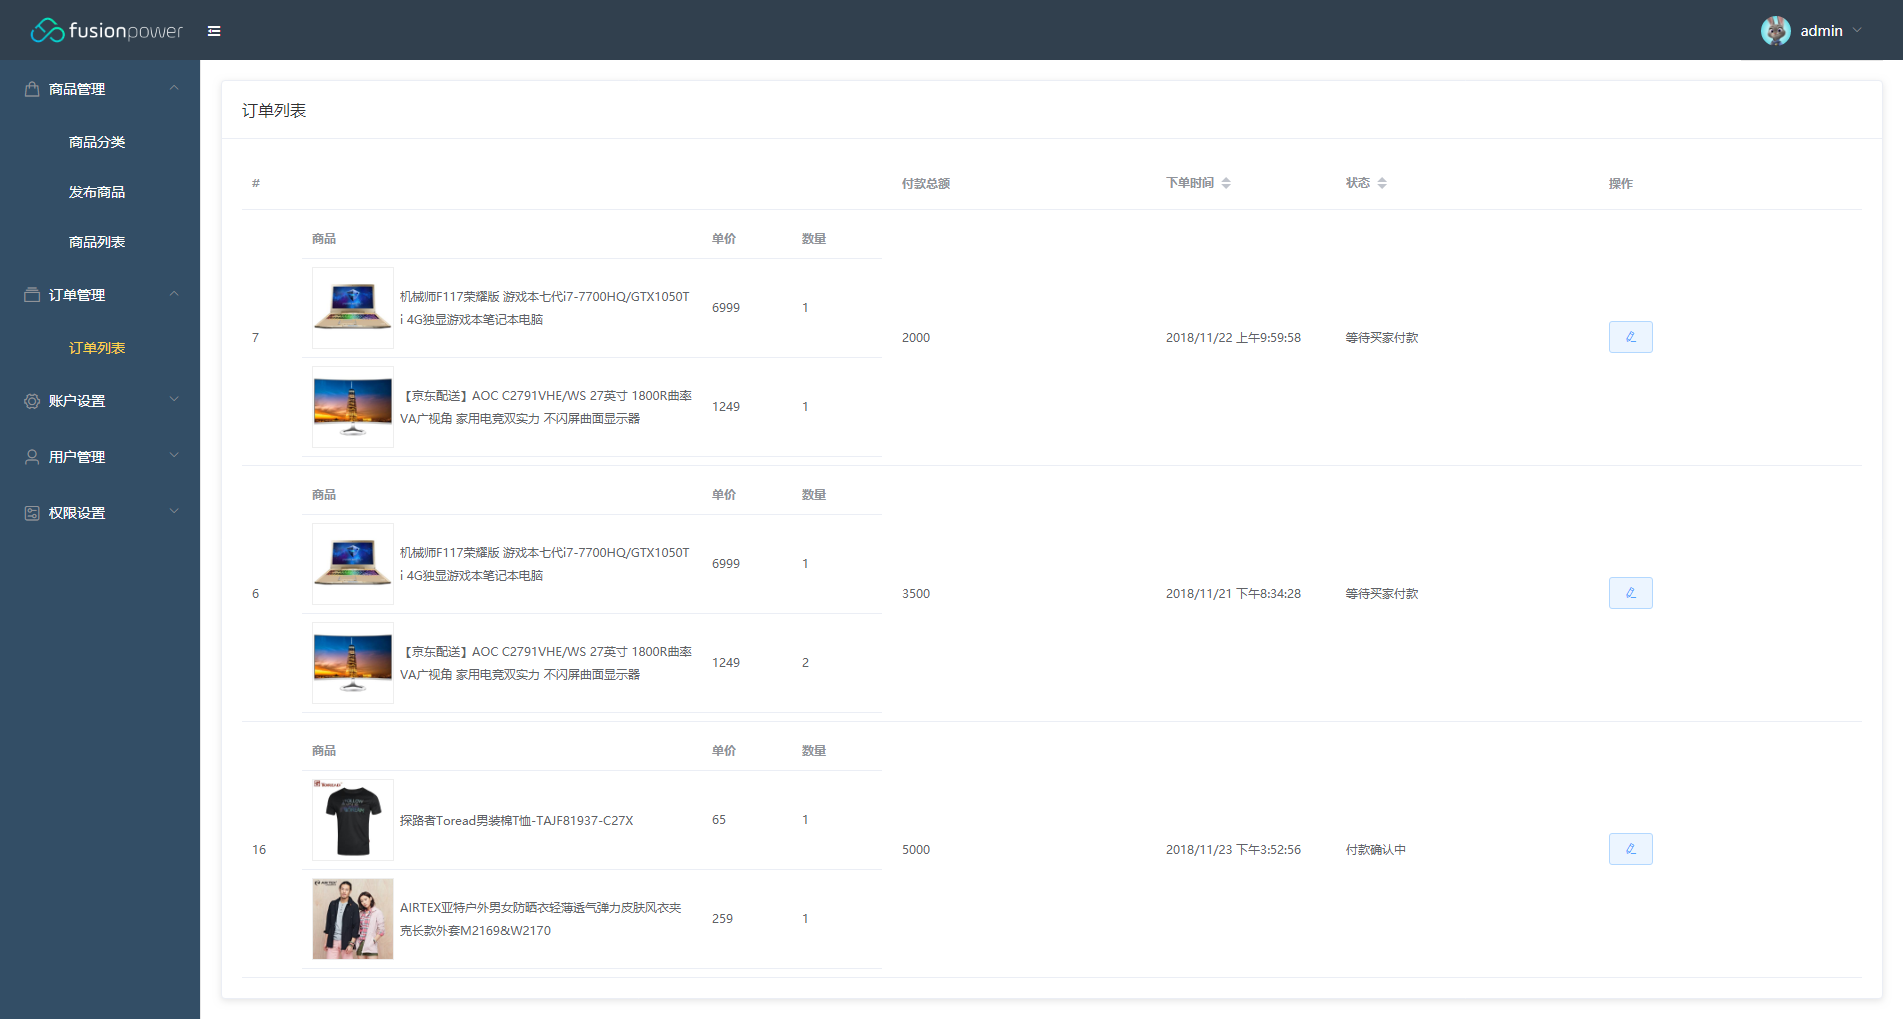 fusionpower
admin
商品管理
商品分类
发布商品
商品列表
订单管理
订单列表
账户设置
用户管理
权限设置
订单列表
# 付款总额 下单时间 状态 操作
商品 单价 数量
机械师F117荣耀版 游戏本七代i7-7700HQ/GTX1050T
i 4G独显游戏本笔记本电脑
6999 1
7 2000 2018/11/22 上午9:59:58 等待买家付款
【京东配送】AOC C2791VHE/WS 27英寸 1800R曲率
VA广视角 家用电竞双实力 不闪屏曲面显示器
1249 1
商品 单价 数量
机械师F117荣耀版 游戏本七代i7-7700HQ/GTX1050T
i 4G独显游戏本笔记本电脑
6999 1
6 3500 2018/11/21 下午8:34:28 等待买家付款
【京东配送】AOC C2791VHE/WS 27英寸 1800R曲率
VA广视角 家用电竞双实力 不闪屏曲面显示器
1249 2
商品 单价 数量
探路者Toread男装棉T恤-TAJF81937-C27X
65 1
16 5000 2018/11/23 下午3:52:56 付款确认中
AIRTEX亚特户外男女防晒衣轻薄透气弹力皮肤风衣夹
克长款外套M2169&W2170
259 1